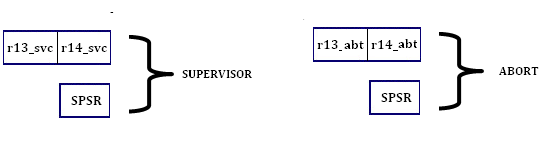 r13_svc r14_svc
SUPERVISOR
SPSR
r13_abt r14_abt
ABORT
SPSR